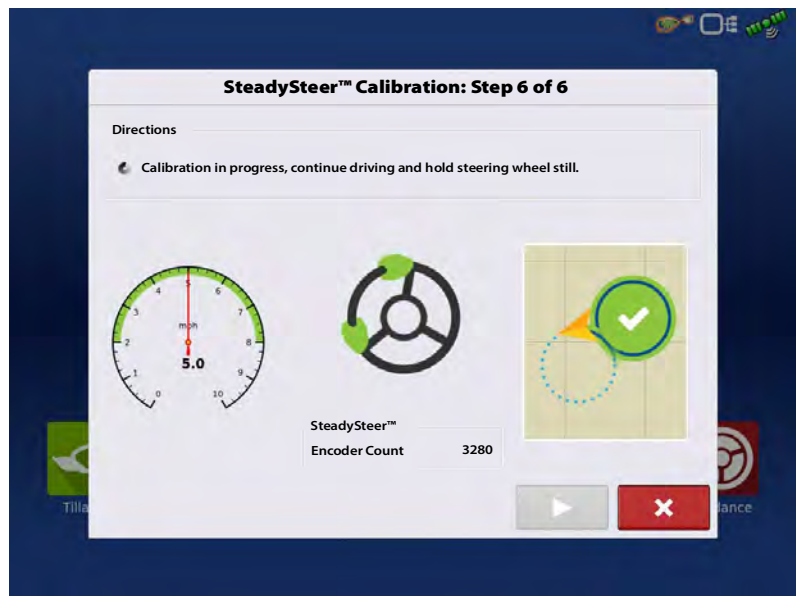 SteadySteer™ Calibration: Step 6 of 6
Directions
Calibration in progress, continue driving and hold steering wheel still.
4 5 6
3 7
mph
2 8
5.0
1 9
0 10
SteadySteer™
Encoder Count 3280
Tilla
dance